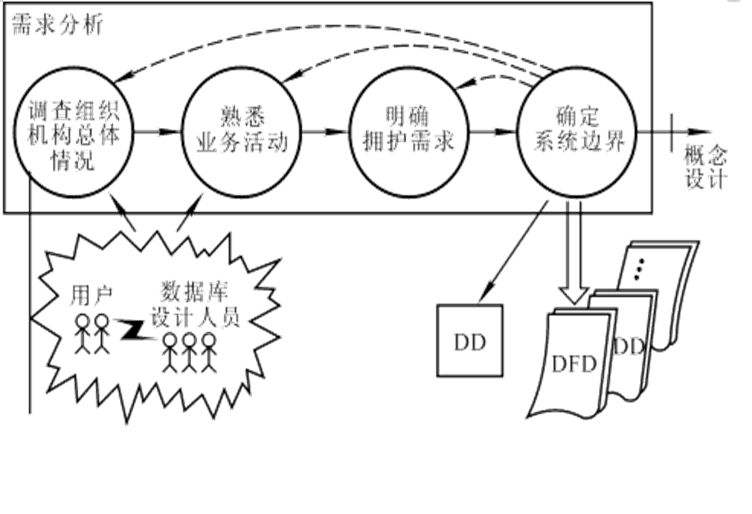 需求分析
调查组织
机构总体
情况
熟悉
业务活动
明确
拥护需求
确定
系统边界
概念
设计
用户
数据库
设计人员
DD
DFD
DD